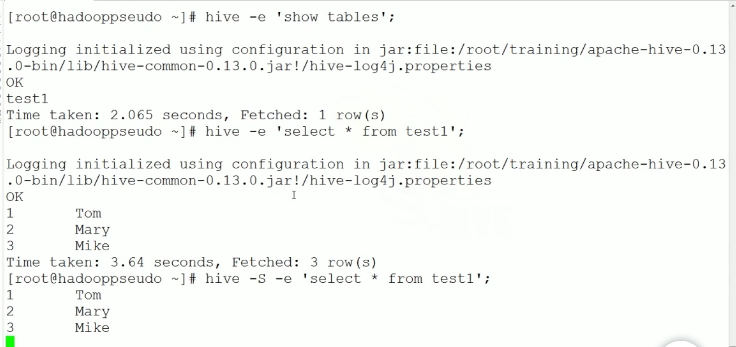 [root@hadooppseudo ~]# hive -e 'show tables';
Logging initialized using configuration in jar:file:/root/training/apache-hive-0.13
.0-bin/lib/hive-common-0.13.0.jar!/hive-log4j.properties
OK
test1
Time taken: 2.065 seconds, Fetched: 1 row(s)
[root@hadooppseudo ~]# hive -e 'select * from test1';
Logging initialized using configuration in jar:file:/root/training/apache-hive-0.13
.0-bin/lib/hive-common-0.13.0.jar!/hive-log4j.properties
OK
1	Tom
2	Mary
3	Mike
Time taken: 3.64 seconds, Fetched: 3 row(s)
[root@hadooppseudo ~]# hive -S -e 'select * from test1';
1	Tom
2	Mary
3	Mike